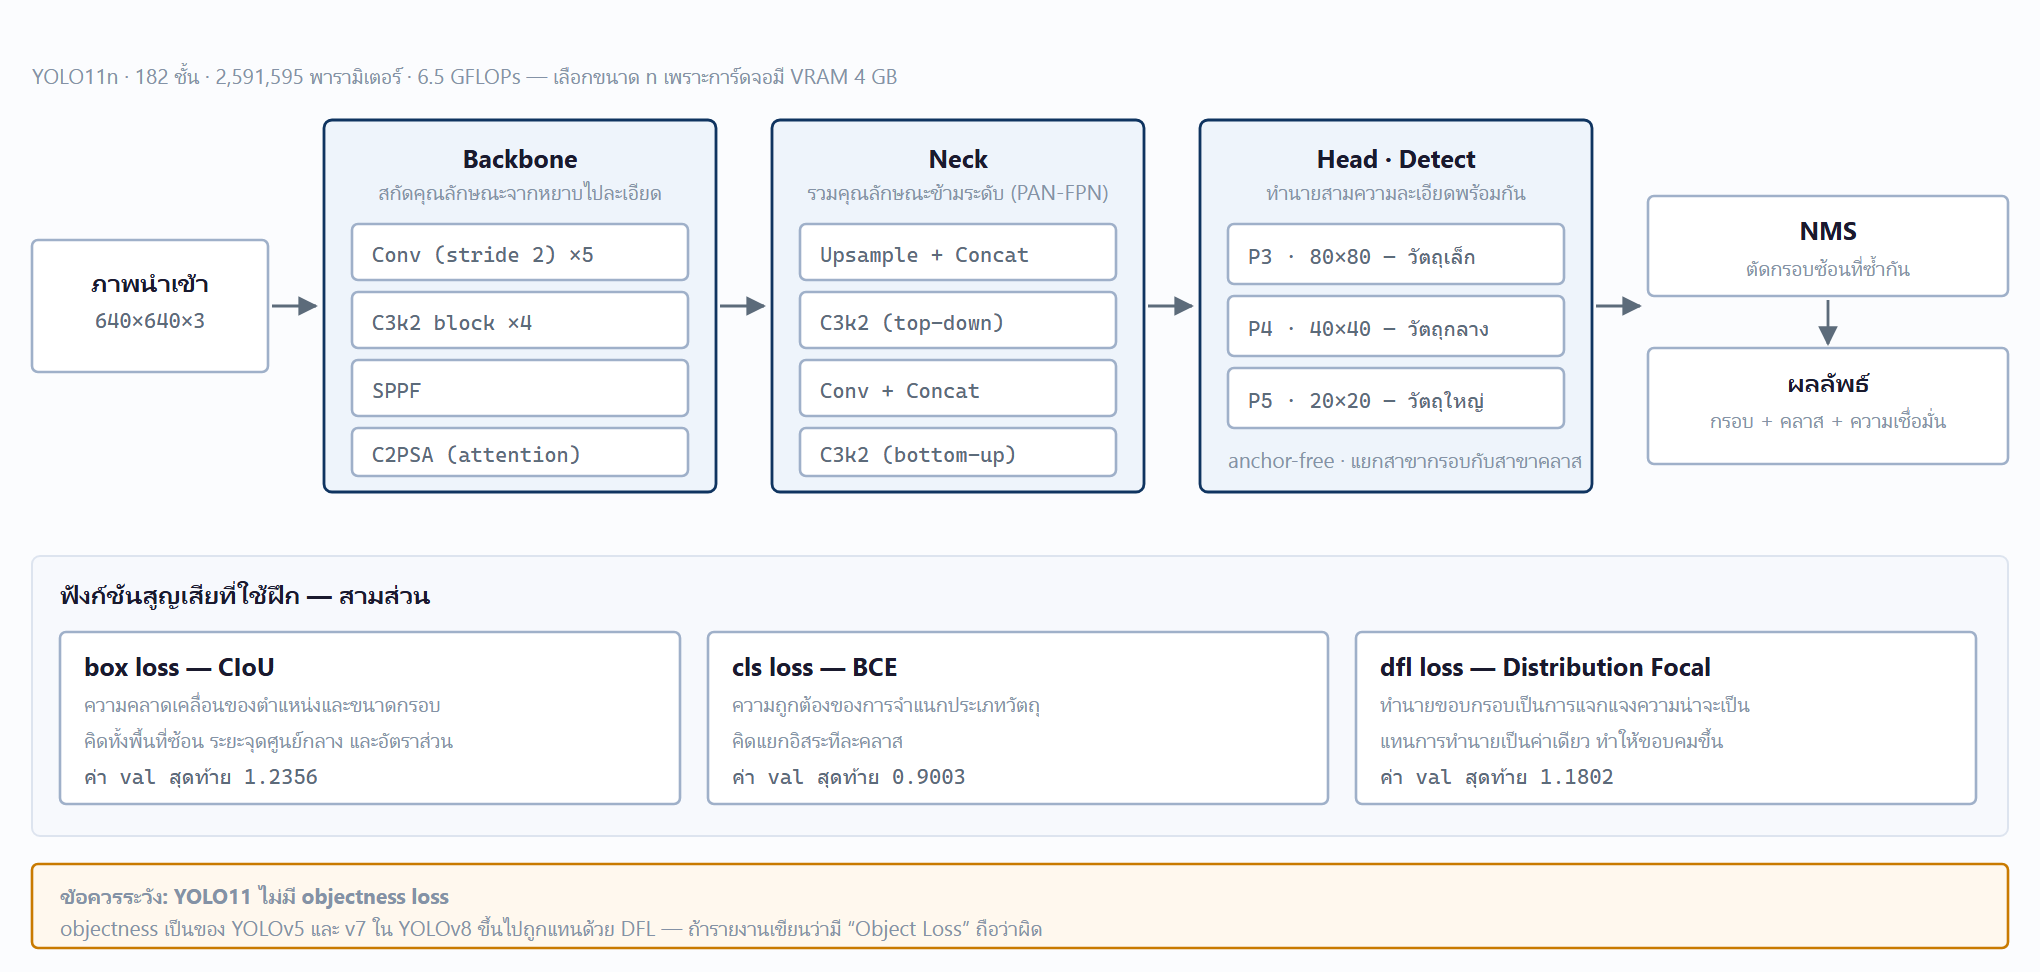 YOLO11n · 182 ชั้น · 2,591,595 พารามิเตอร์ · 6.5 GFLOPs — เลือกขนาด n เพราะการ์ดจอมี VRAM 4 GB
ภาพนำเข้า
640×640×3
Backbone
สกัดคุณลักษณะจากหยาบไปละเอียด
Conv (stride 2) ×5
C3k2 block ×4
SPPF
C2PSA (attention)
Neck
รวมคุณลักษณะข้ามระดับ (PAN-FPN)
Upsample + Concat
C3k2 (top-down)
Conv + Concat
C3k2 (bottom-up)
Head · Detect
ทำนายสามความละเอียดพร้อมกัน
P3 · 80×80 — วัตถุเล็ก
P4 · 40×40 — วัตถุกลาง
P5 · 20×20 — วัตถุใหญ่
anchor-free · แยกสาขากรอบกับสาขาคลาส
NMS
ตัดกรอบซ้อนที่ซ้ำกัน
ผลลัพธ์
กรอบ + คลาส + ความเชื่อมั่น
ฟังก์ชันสูญเสียที่ใช้ฝึก — สามส่วน
box loss — CIoU
ความคลาดเคลื่อนของตำแหน่งและขนาดกรอบ
คิดทั้งพื้นที่ซ้อน ระยะจุดศูนย์กลาง และอัตราส่วน
ค่า val สุดท้าย 1.2356
cls loss — BCE
ความถูกต้องของการจำแนกประเภทวัตถุ
คิดแยกอิสระทีละคลาส
ค่า val สุดท้าย 0.9003
dfl loss — Distribution Focal
ทำนายขอบกรอบเป็นการแจกแจงความน่าจะเป็น
แทนการทำนายเป็นค่าเดียว ทำให้ขอบคมขึ้น
ค่า val สุดท้าย 1.1802
ข้อควรระวัง: YOLO11 ไม่มี objectness loss
objectness เป็นของ YOLOv5 และ v7 ใน YOLOv8 ขึ้นไปถูกแทนด้วย DFL — ถ้ารายงานเขียนว่ามี “Object Loss” ถือว่าผิด